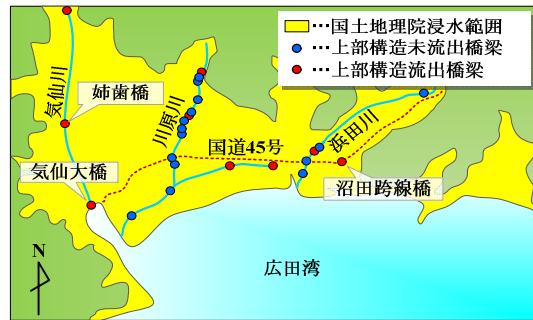 …国土地理院浸水範囲
…上部構造未流出橋梁
…上部構造流出橋梁
気仙川
姉歯橋
川原川
国道45号
浜田川
気仙大橋
沼田跨線橋
広田湾
N